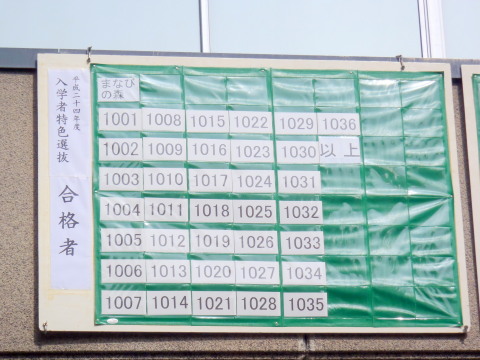 平成二十四年度
入学者特色選抜
合格者
まなび
の森
1001 1008 1015 1022 1029 1036
1002 1009 1016 1023 1030 以上
1003 1010 1017 1024 1031
1004 1011 1018 1025 1032
1005 1012 1019 1026 1033
1006 1013 1020 1027 1034
1007 1014 1021 1028 1035